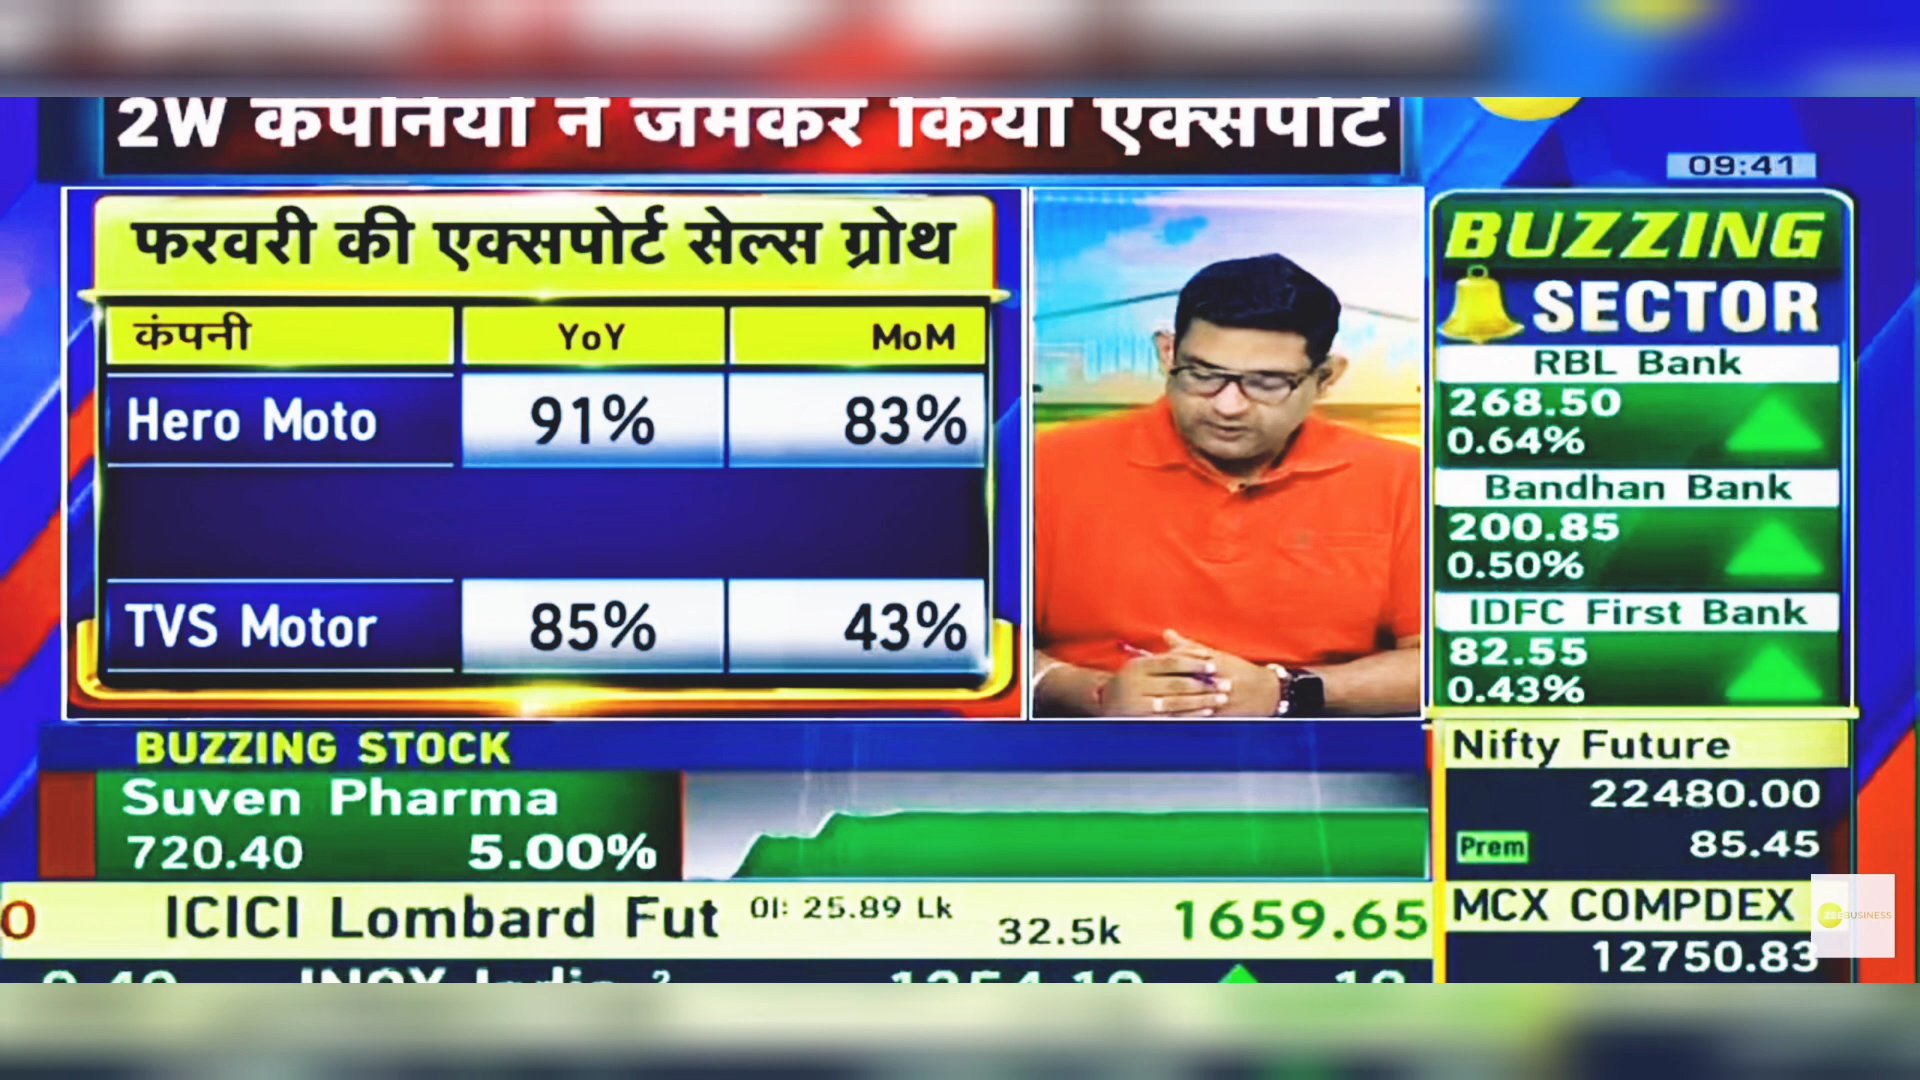 2W कंपनियों ने जमकर किया एक्सपोर्ट
09:41
फरवरी की एक्सपोर्ट सेल्स ग्रोथ
कंपनी YoY MoM
Hero Moto 91% 83%
TVS Motor 85% 43%
BUZZING
SECTOR
RBL Bank
268.50
0.64%
Bandhan Bank
200.85
0.50%
IDFC First Bank
82.55
0.43%
BUZZING STOCK
Suven Pharma
720.40 5.00%
Nifty Future
22480.00
Prem 85.45
0 ICICI Lombard Fut OI: 25.89 Lk 32.5k 1659.65
MCX COMPDEX
12750.83
ZEEBUSINESS